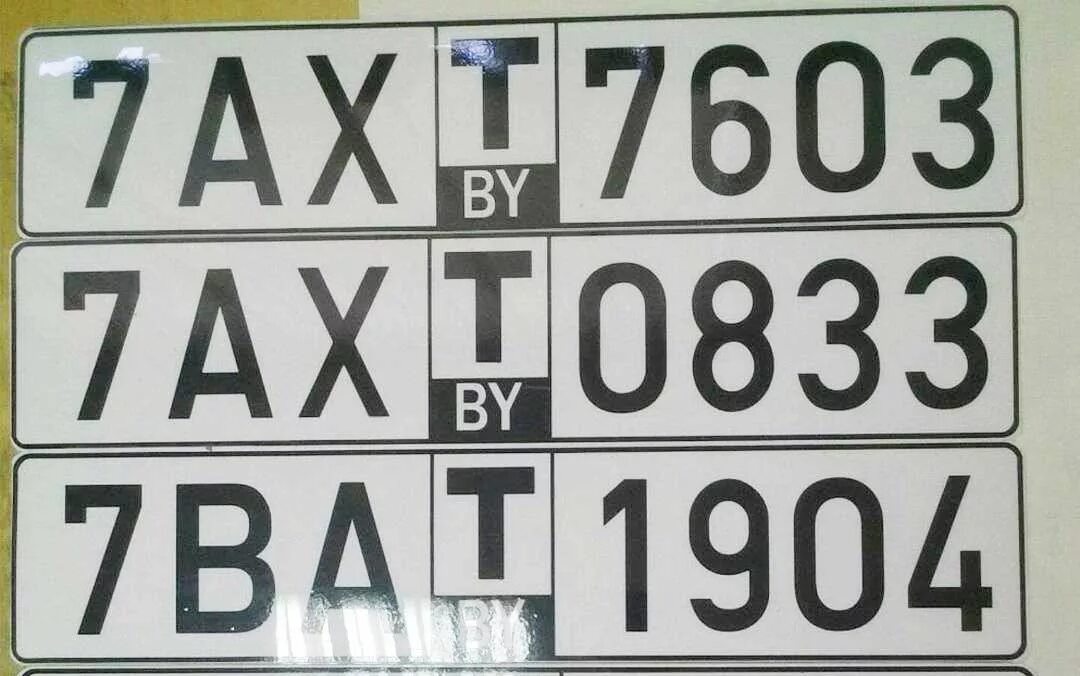 7AX T BY 7603
7AX T BY 0833
7BA T BY 1904